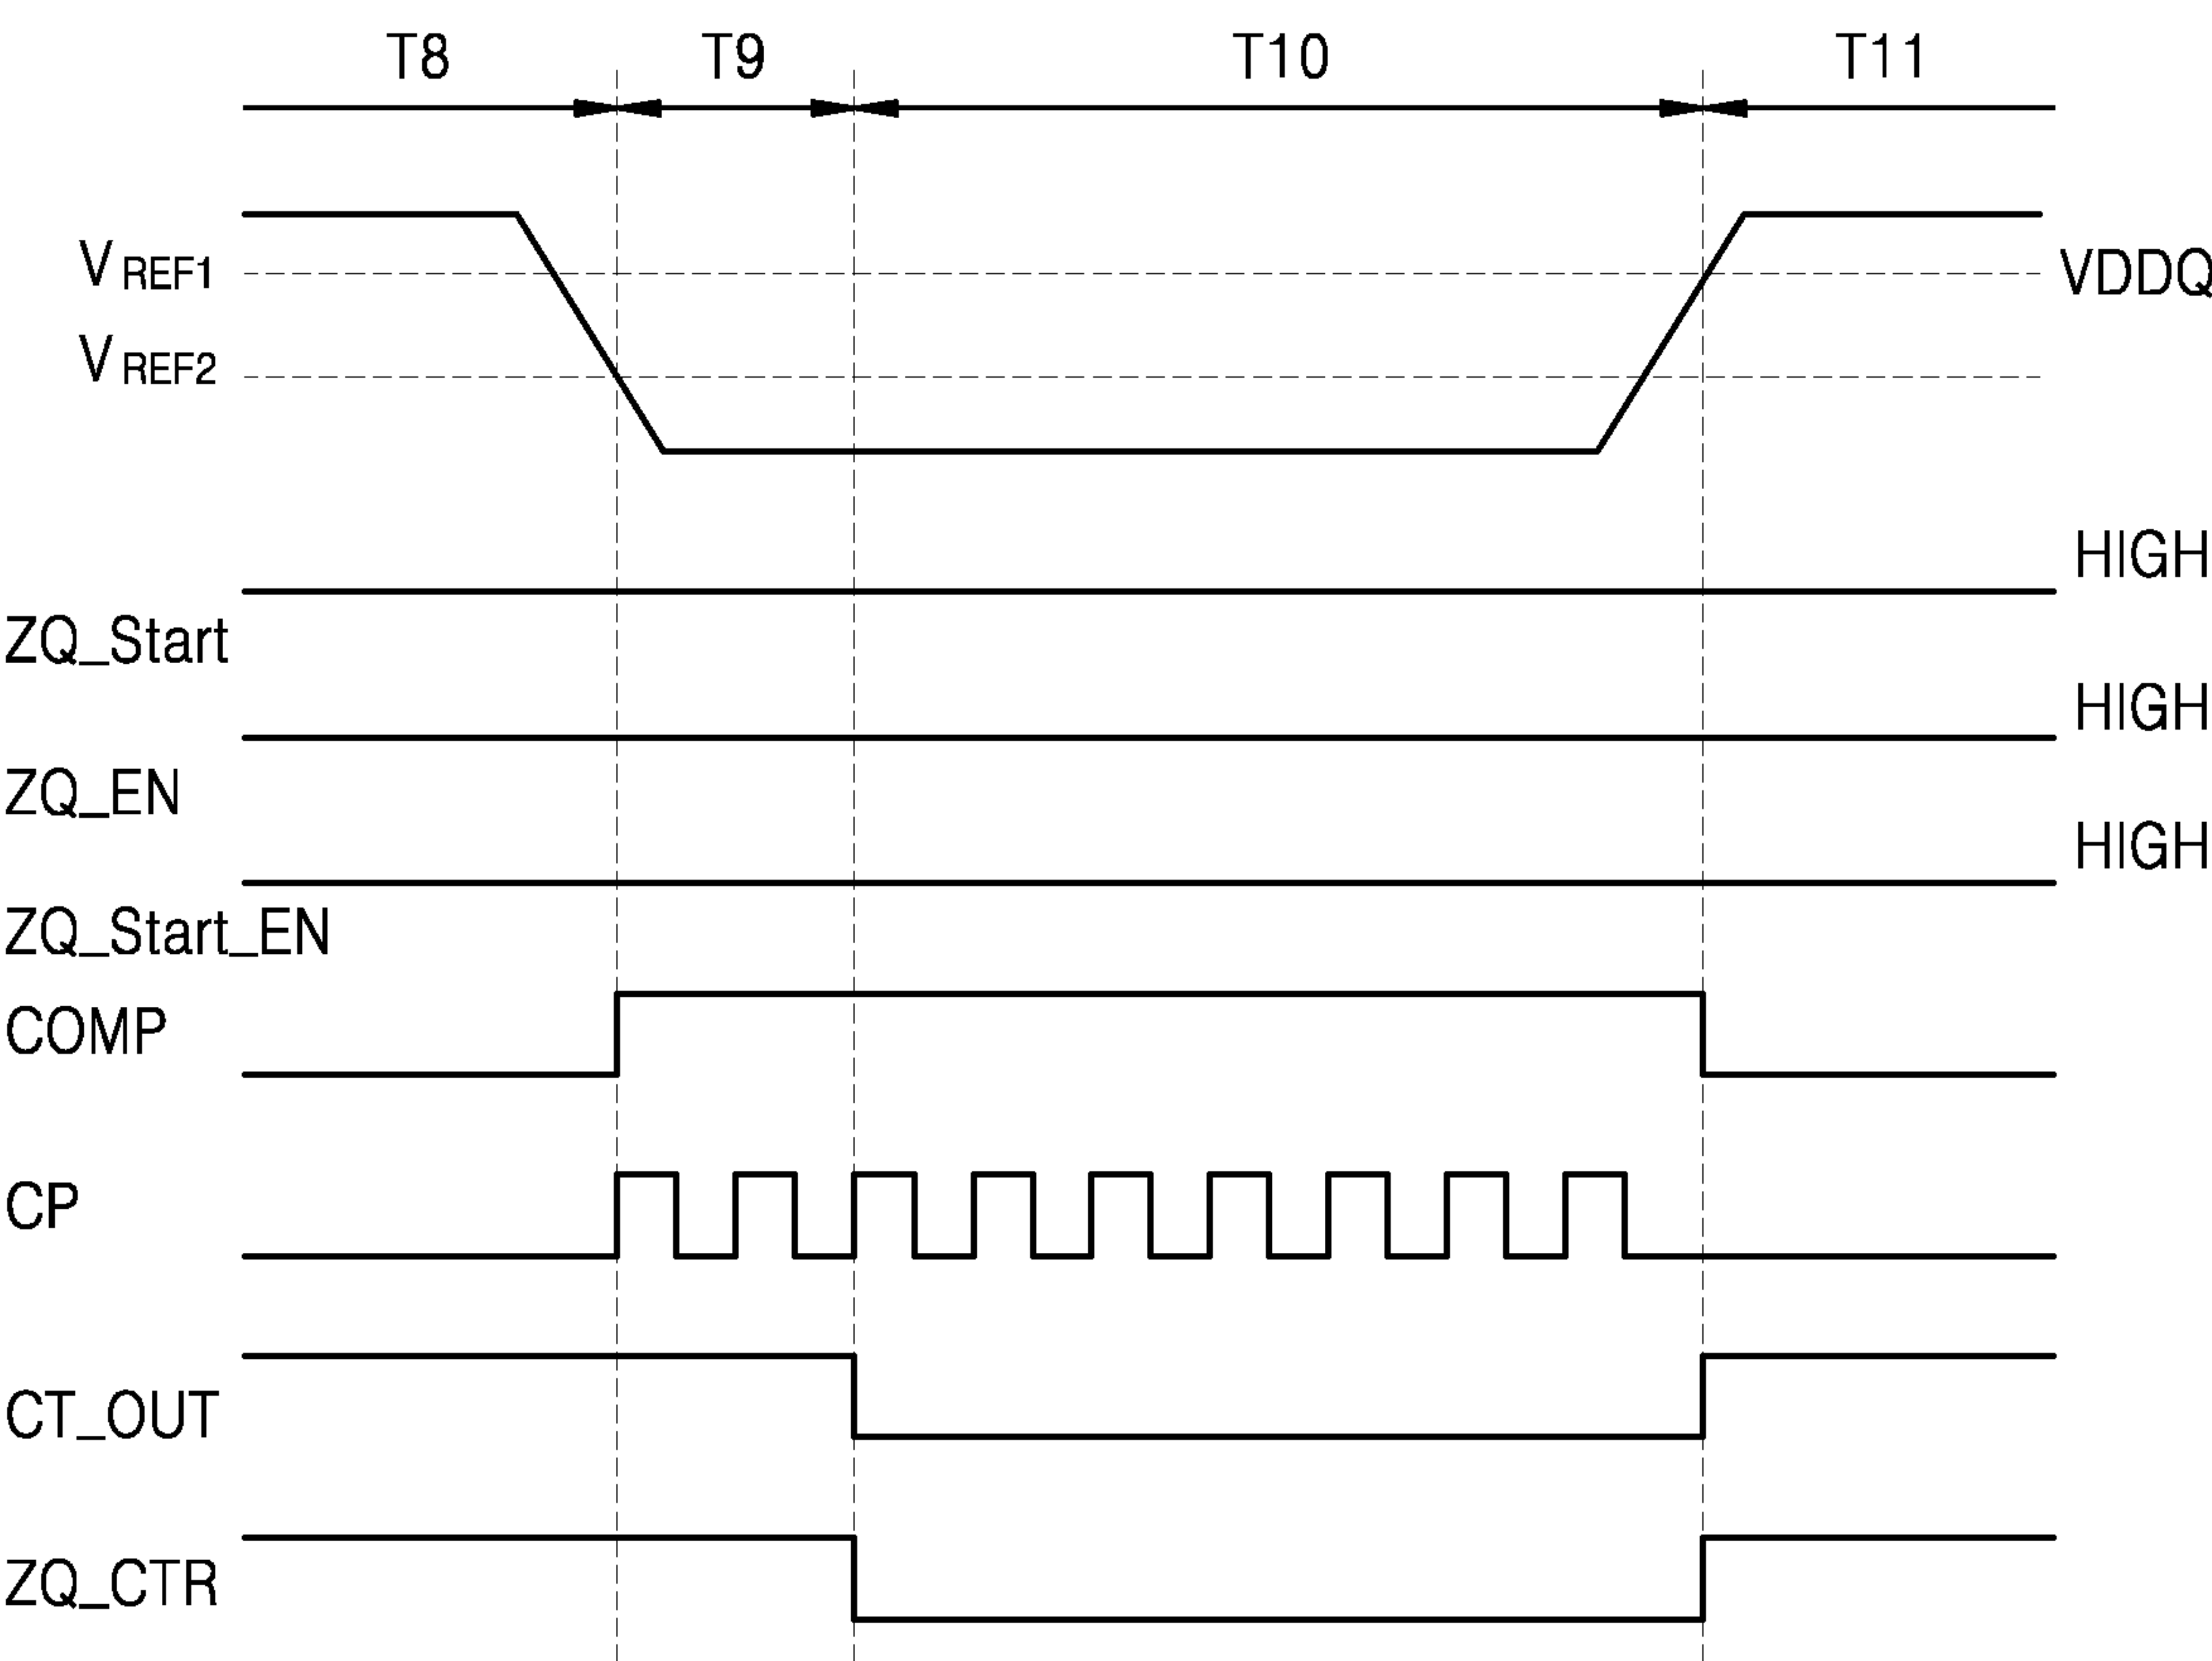 T8 T9 T10 T11
VREF1
VDDQ
VREF2
HIGH
ZQ_Start
HIGH
ZQ_EN
HIGH
ZQ_Start_EN
COMP
CP
CT_OUT
ZQ_CTR